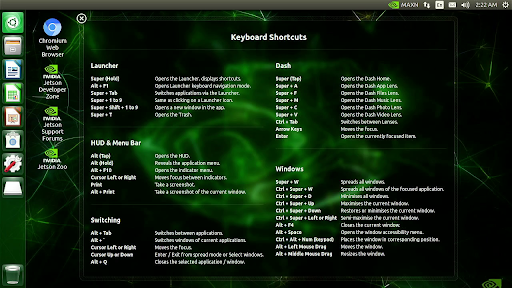 MAXN
En
2:22 AM
Chromium
Web
Browser
Jetson
Developer
Zone
Jetson
Support
Forums
Jetson Zoo
NVIDIA
NVIDIA
NVIDIA
Keyboard Shortcuts
Launcher
Super (Hold) Opens the Launcher, displays shortcuts.
Alt + F1 Opens Launcher keyboard navigation mode.
Super + Tab Switches applications via the Launcher.
Super + 1 to 9 Same as clicking on a Launcher icon.
Super + Shift + 1 to 9 Opens a new window in the app.
Super + T Opens the Trash.
HUD & Menu Bar
Alt (Tap) Opens the HUD.
Alt (Hold) Reveals the application menu.
Alt + F10 Opens the indicator menu.
Cursor Left or Right Moves focus between indicators.
Print Take a screenshot.
Alt + Print Take a screenshot of the current window.
Switching
Alt + Tab Switches between applications.
Alt + ` Switches windows of current applications.
Cursor Left or Right Moves the focus.
Cursor Up or Down Enter / Exit from spread mode or Select windows.
Alt + Q Closes the selected application / window.
Dash
Super (Tap) Opens the Dash Home.
Super + A Opens the Dash App Lens.
Super + F Opens the Dash Files Lens.
Super + M Opens the Dash Music Lens.
Super + C Opens the Dash Photo Lens.
Super + V Opens the Dash Video Lens.
Ctrl + Tab Switches between Lenses.
Arrow Keys Moves the focus.
Enter Opens the currently focused item.
Windows
Super + W Spreads all windows.
Ctrl + Super + W Spreads all windows of the focused application.
Ctrl + Super + D Minimises all windows.
Ctrl + Super + Up Maximises the current window.
Ctrl + Super + Down Restores or minimises the current window.
Ctrl + Super + Left or Right Semi-maximise the current window.
Alt + F4 Closes the current window.
Alt + Space Opens the window accessibility menu.
Ctrl + Alt + Num (Keypad) Places the window in corresponding position.
Alt + Left Mouse Drag Moves the window.
Alt + Middle Mouse Drag Resizes the window.